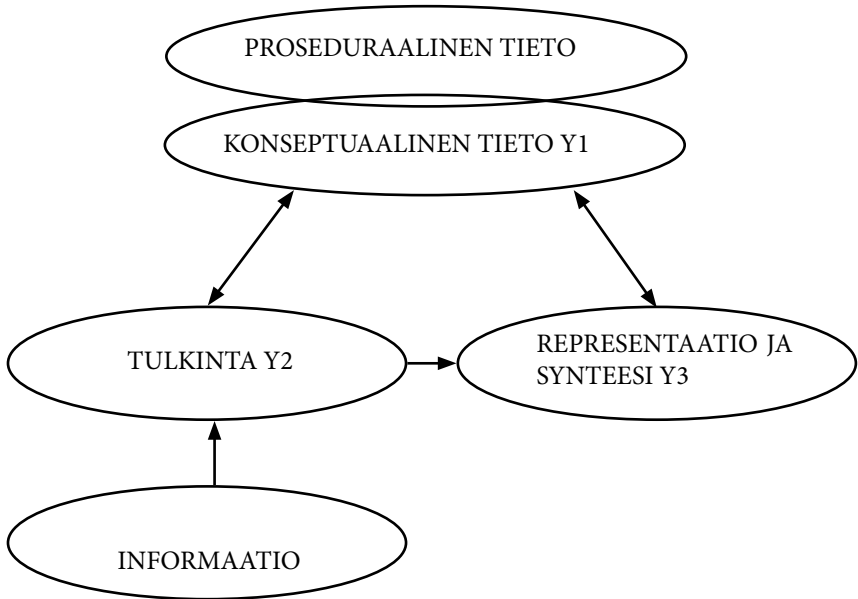 PROSEDURAALINEN TIETO
KONSEPTUAALINEN TIETO Y1
TULKINTA Y2
REPRESENTAATIO JA
SYNTEESI Y3
INFORMAATIO